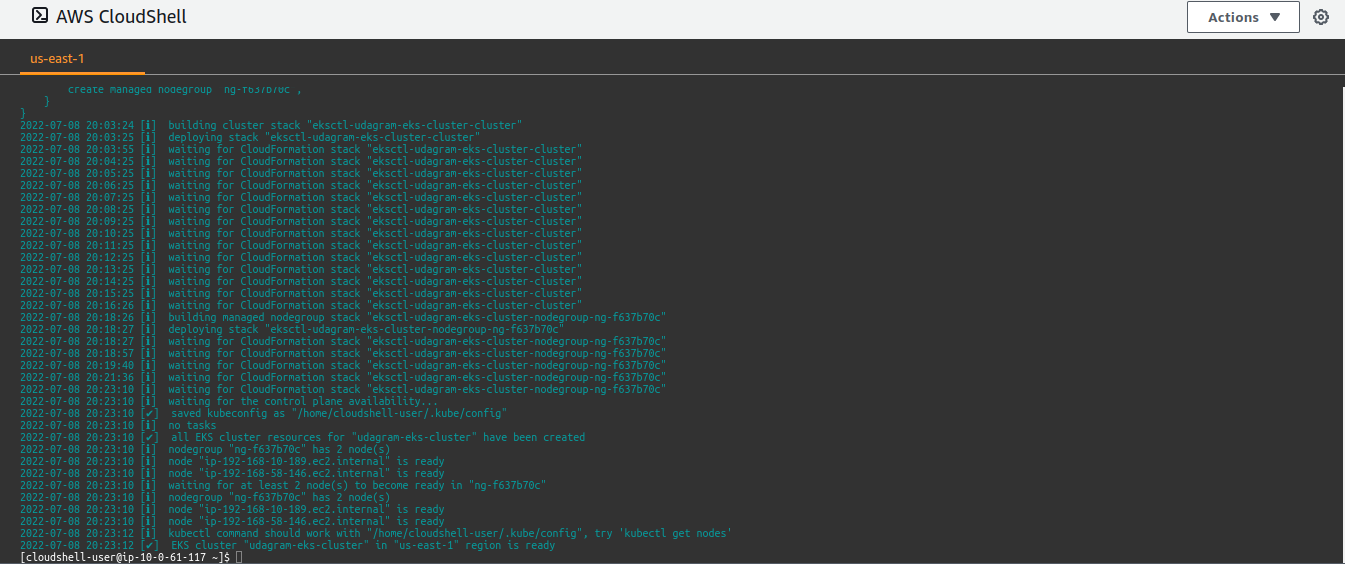 AWS CloudShell
Actions ▼
us-east-1
create managed nodegroup "ng-f637b70c",
}
}
2022-07-08 20:03:24 [ℹ]  building cluster stack "eksctl-udagram-eks-cluster-cluster"
2022-07-08 20:03:25 [ℹ]  deploying stack "eksctl-udagram-eks-cluster-cluster"
2022-07-08 20:03:55 [ℹ]  waiting for CloudFormation stack "eksctl-udagram-eks-cluster-cluster"
2022-07-08 20:04:25 [ℹ]  waiting for CloudFormation stack "eksctl-udagram-eks-cluster-cluster"
2022-07-08 20:05:25 [ℹ]  waiting for CloudFormation stack "eksctl-udagram-eks-cluster-cluster"
2022-07-08 20:06:25 [ℹ]  waiting for CloudFormation stack "eksctl-udagram-eks-cluster-cluster"
2022-07-08 20:07:25 [ℹ]  waiting for CloudFormation stack "eksctl-udagram-eks-cluster-cluster"
2022-07-08 20:08:25 [ℹ]  waiting for CloudFormation stack "eksctl-udagram-eks-cluster-cluster"
2022-07-08 20:09:25 [ℹ]  waiting for CloudFormation stack "eksctl-udagram-eks-cluster-cluster"
2022-07-08 20:10:25 [ℹ]  waiting for CloudFormation stack "eksctl-udagram-eks-cluster-cluster"
2022-07-08 20:11:25 [ℹ]  waiting for CloudFormation stack "eksctl-udagram-eks-cluster-cluster"
2022-07-08 20:12:25 [ℹ]  waiting for CloudFormation stack "eksctl-udagram-eks-cluster-cluster"
2022-07-08 20:13:25 [ℹ]  waiting for CloudFormation stack "eksctl-udagram-eks-cluster-cluster"
2022-07-08 20:14:25 [ℹ]  waiting for CloudFormation stack "eksctl-udagram-eks-cluster-cluster"
2022-07-08 20:15:25 [ℹ]  waiting for CloudFormation stack "eksctl-udagram-eks-cluster-cluster"
2022-07-08 20:16:26 [ℹ]  waiting for CloudFormation stack "eksctl-udagram-eks-cluster-cluster"
2022-07-08 20:18:26 [ℹ]  building managed nodegroup stack "eksctl-udagram-eks-cluster-nodegroup-ng-f637b70c"
2022-07-08 20:18:27 [ℹ]  deploying stack "eksctl-udagram-eks-cluster-nodegroup-ng-f637b70c"
2022-07-08 20:18:27 [ℹ]  waiting for CloudFormation stack "eksctl-udagram-eks-cluster-nodegroup-ng-f637b70c"
2022-07-08 20:18:57 [ℹ]  waiting for CloudFormation stack "eksctl-udagram-eks-cluster-nodegroup-ng-f637b70c"
2022-07-08 20:19:40 [ℹ]  waiting for CloudFormation stack "eksctl-udagram-eks-cluster-nodegroup-ng-f637b70c"
2022-07-08 20:21:36 [ℹ]  waiting for CloudFormation stack "eksctl-udagram-eks-cluster-nodegroup-ng-f637b70c"
2022-07-08 20:23:10 [ℹ]  waiting for CloudFormation stack "eksctl-udagram-eks-cluster-nodegroup-ng-f637b70c"
2022-07-08 20:23:10 [ℹ]  waiting for the control plane availability...
2022-07-08 20:23:10 [✔]  saved kubeconfig as "/home/cloudshell-user/.kube/config"
2022-07-08 20:23:10 [ℹ]  no tasks
2022-07-08 20:23:10 [✔]  all EKS cluster resources for "udagram-eks-cluster" have been created
2022-07-08 20:23:10 [ℹ]  nodegroup "ng-f637b70c" has 2 node(s)
2022-07-08 20:23:10 [ℹ]  node "ip-192-168-10-189.ec2.internal" is ready
2022-07-08 20:23:10 [ℹ]  node "ip-192-168-58-146.ec2.internal" is ready
2022-07-08 20:23:10 [ℹ]  waiting for at least 2 node(s) to become ready in "ng-f637b70c"
2022-07-08 20:23:10 [ℹ]  nodegroup "ng-f637b70c" has 2 node(s)
2022-07-08 20:23:10 [ℹ]  node "ip-192-168-10-189.ec2.internal" is ready
2022-07-08 20:23:10 [ℹ]  node "ip-192-168-58-146.ec2.internal" is ready
2022-07-08 20:23:12 [ℹ]  kubectl command should work with "/home/cloudshell-user/.kube/config", try 'kubectl get nodes'
2022-07-08 20:23:12 [✔]  EKS cluster "udagram-eks-cluster" in "us-east-1" region is ready
[cloudshell-user@ip-10-0-61-117 ~]$